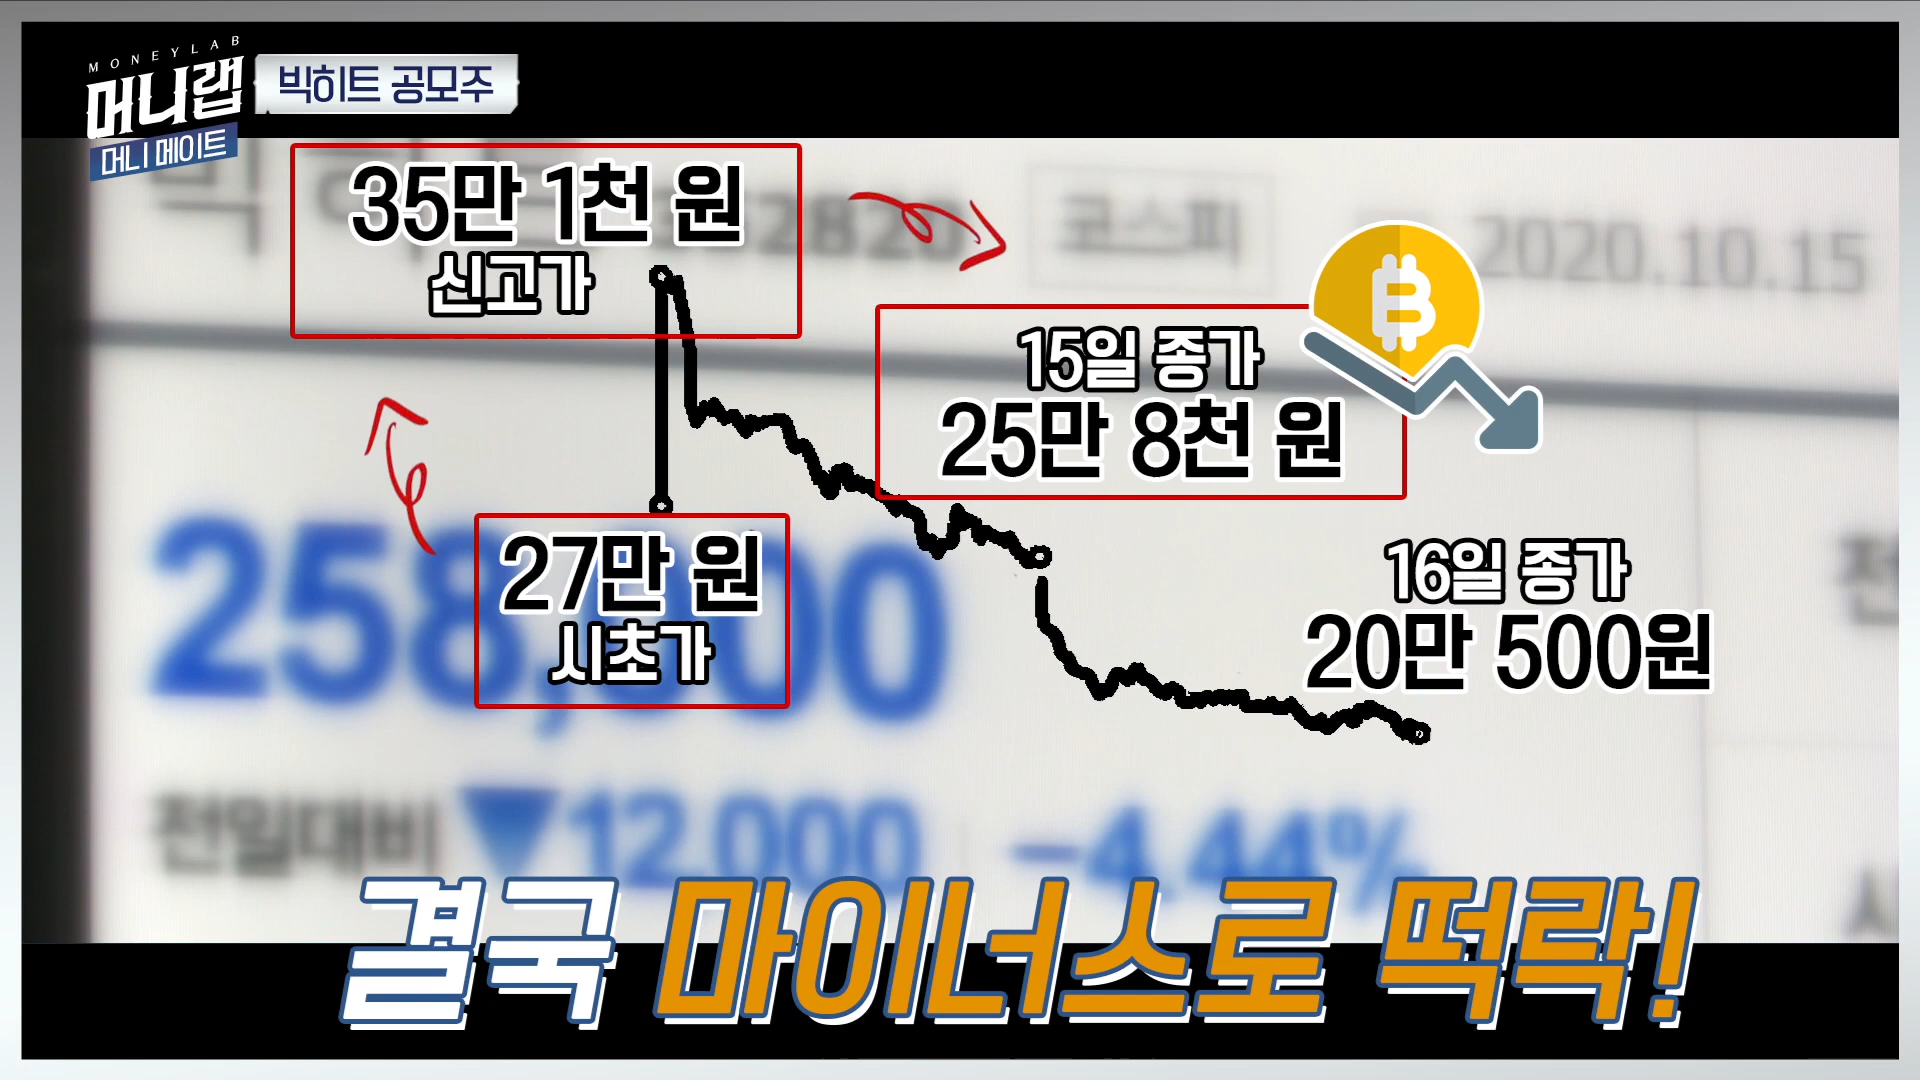 MONEYLAB
머니랩
머니 메이트
빅히트 공모주
35만 1천 원
신고가
2820
코스피
2020.10.15
15일 종가
25만 8천 원
27만 원
시초가
16일 종가
20만 500원
전일대비 ▼12,000 -4.44%
결국 마이너스로 떡락!